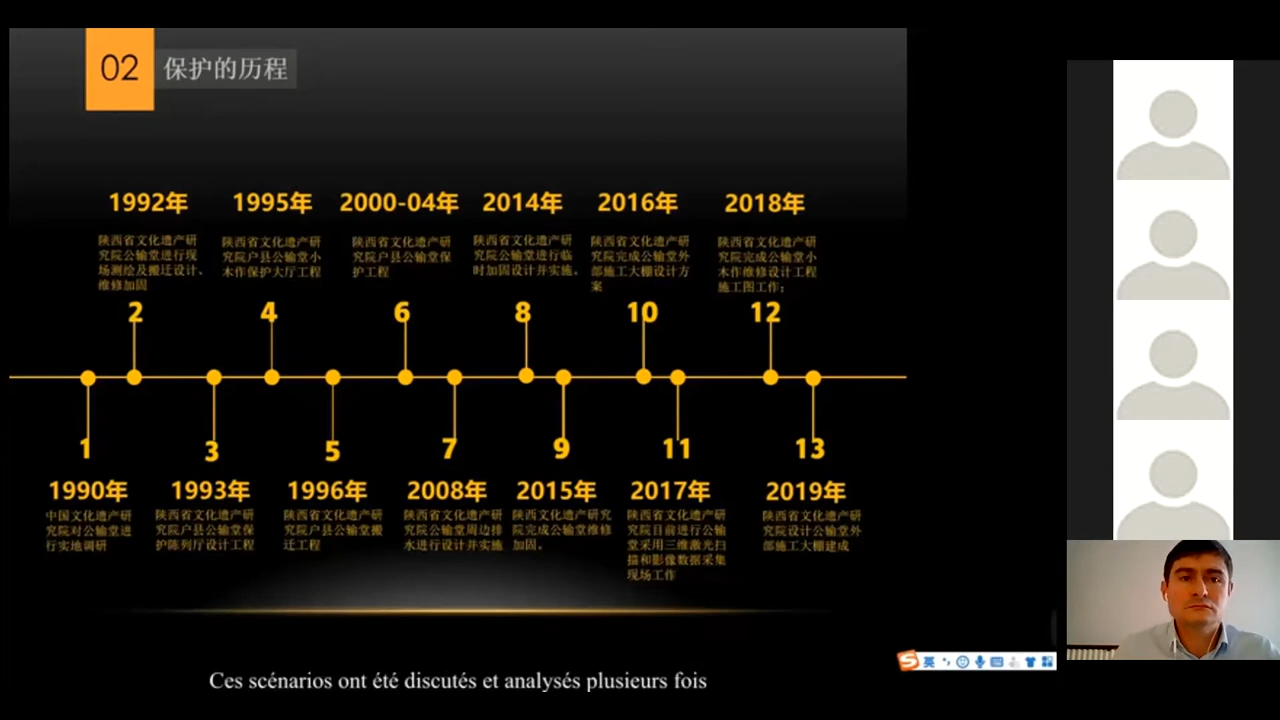 02 保护的历程
1992年 1995年 2000-04年 2014年 2016年 2018年
陕西省文化遗产研
究院公输堂进行现
场测绘及搬迁设计、
维修加固
陕西省文化遗产研
究院户县公输堂小
木作保护大厅工程
陕西省文化遗产研
究院户县公输堂保
护工程
陕西省文化遗产研
究院公输堂进行临
时加固设计并实施。
陕西省文化遗产研
究院完成公输堂外
部施工大棚设计方
案
陕西省文化遗产研
究院完成公输堂小
木作维修设计工程
施工图工作；
2 4 6 8 10 12
1 3 5 7 9 11 13
1990年 1993年 1996年 2008年 2015年 2017年 2019年
中国文化遗产研
究院对公输堂进
行实地调研
陕西省文化遗产研
究院户县公输堂保
护陈列厅设计工程
陕西省文化遗产研
究院户县公输堂搬
迁工程
陕西省文化遗产研
究院公输堂周边排
水进行设计并实施
陕西省文化遗产研究
院完成公输堂维修
加固。
陕西省文化遗产研
究院目前进行公输
堂采用三维激光扫
描和影像数据采集
现场工作
陕西省文化遗产研
究院设计公输堂外
部施工大棚建成
英
Ces scénarios ont été discutés et analysés plusieurs fois